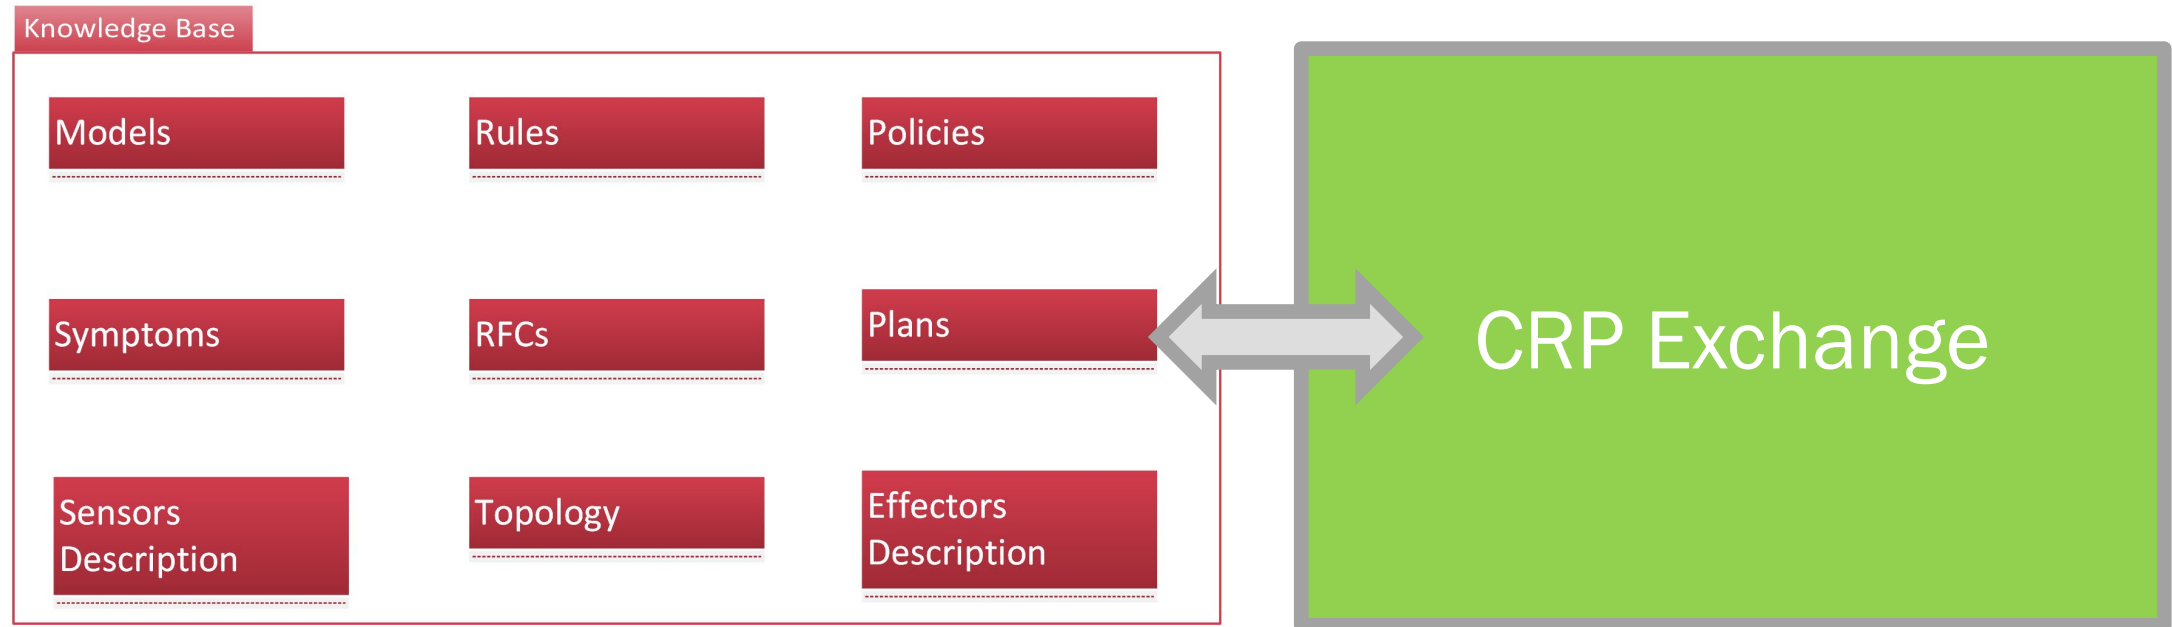 Knowledge Base
Models
Rules
Policies
Symptoms
RFCs
Plans
CRP Exchange
Sensors
Description
Topology
Effectors
Description